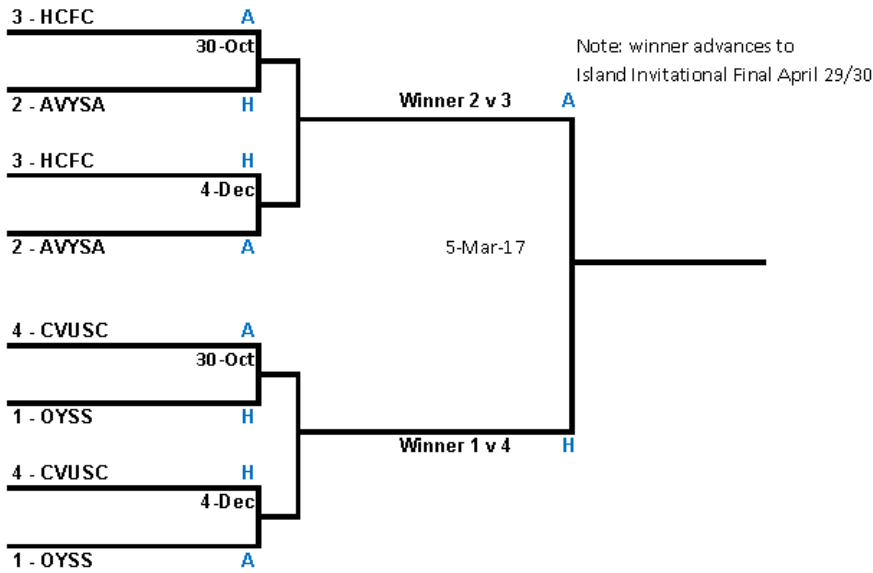 3 - HCFC A
30-Oct
2 - AVYSA H
Note: winner advances to
Island Invitational Final April 29/30
Winner 2 v 3 A
3 - HCFC H
4-Dec
2 - AVYSA A
5-Mar-17
4 - CVUSC A
30-Oct
1 - OYSS H
Winner 1 v 4 H
4 - CVUSC H
4-Dec
1 - OYSS A